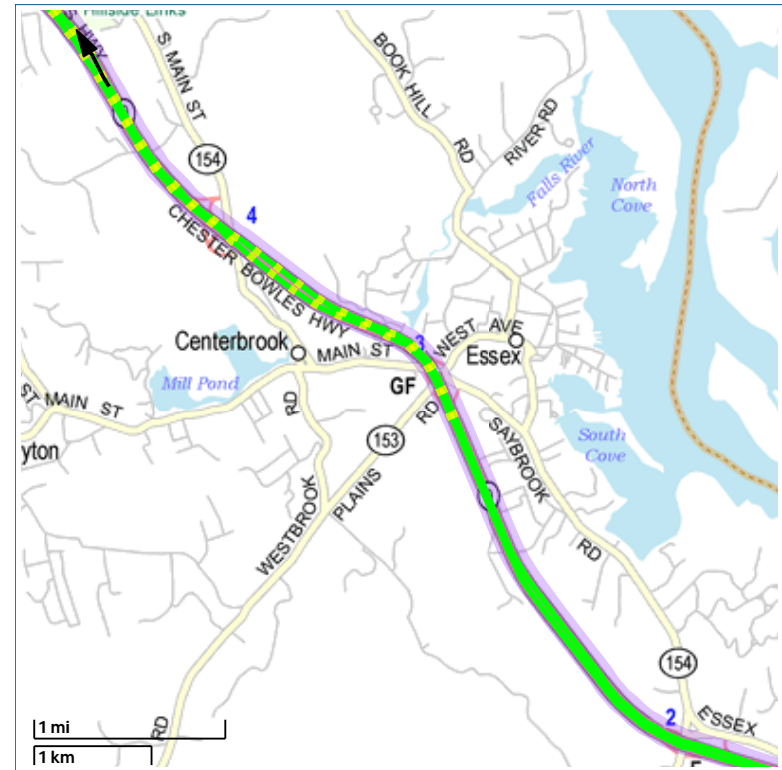 Hillside Links
HWY
S MAIN ST
BOOK HILL
RD
RIVER RD
Falls River
North
Cove
154
4
CHESTER BOWLES HWY
Centerbrook
MAIN ST
3
WEST AVE
Essex
Mill Pond
GF
ST MAIN ST
RD
RD
153
yton
SAYBROOK
RD
South
Cove
WESTBROOK
PLAINS
154
2
ESSEX
RD
1 mi
1 km